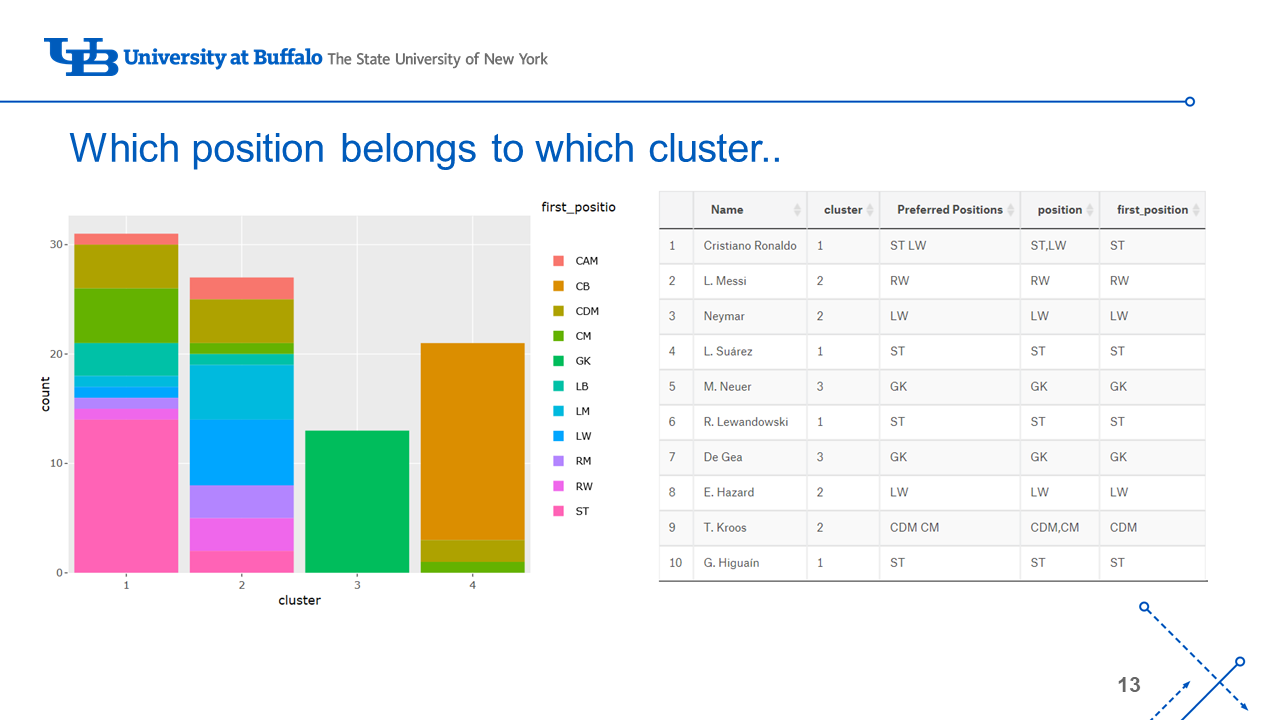 University at Buffalo The State University of New York
Which position belongs to which cluster..
first_positio
30
20
10
0
count
1 2 3 4
cluster
CAM
CB
CDM
CM
GK
LB
LM
LW
RM
RW
ST
Name cluster Preferred Positions position first_position
1 Cristiano Ronaldo 1 ST LW ST,LW ST
2 L. Messi 2 RW RW RW
3 Neymar 2 LW LW LW
4 L. Suárez 1 ST ST ST
5 M. Neuer 3 GK GK GK
6 R. Lewandowski 1 ST ST ST
7 De Gea 3 GK GK GK
8 E. Hazard 2 LW LW LW
9 T. Kroos 2 CDM CM CDM,CM CDM
10 G. Higuaín 1 ST ST ST
13